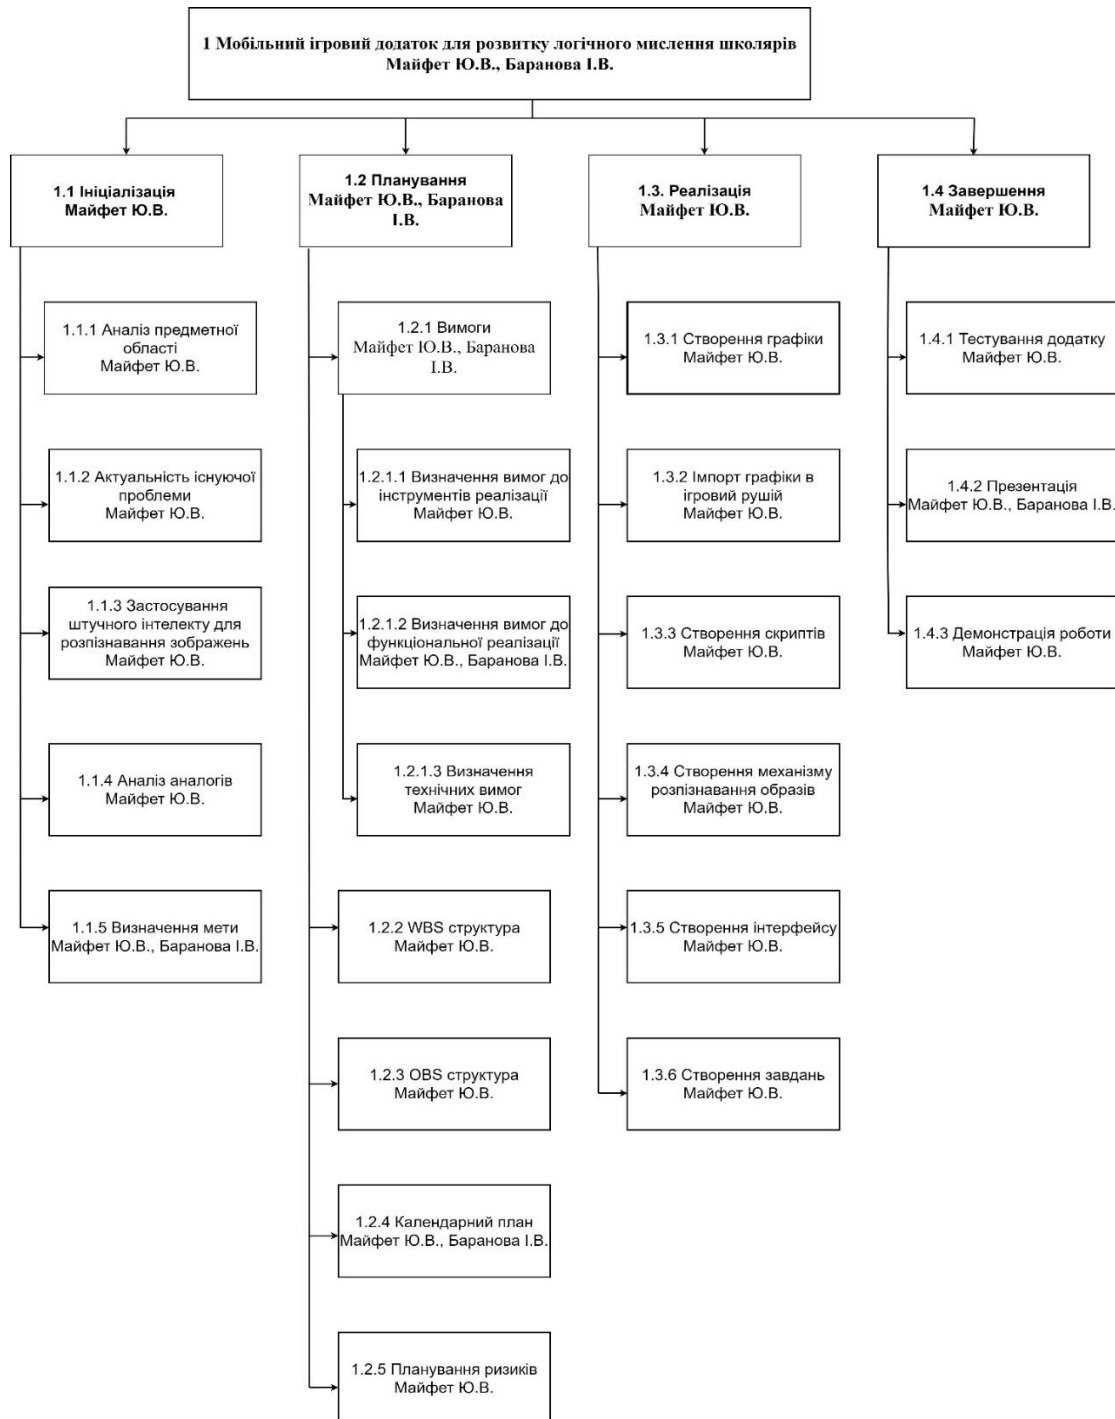 1 Мобільний ігровий додаток для розвитку логічного мислення школярів
Майфет Ю.В., Баранова І.В.
1.1 Ініціалізація
Майфет Ю.В.
1.2 Планування
Майфет Ю.В., Баранова
І.В.
1.3. Реалізація
Майфет Ю.В.
1.4 Завершення
Майфет Ю.В.
1.1.1 Аналіз предметної
області
Майфет Ю.В.
1.1.2 Актуальність існуючої
проблеми
Майфет Ю.В.
1.1.3 Застосування
штучного інтелекту для
розпізнавання зображень
Майфет Ю.В.
1.1.4 Аналіз аналогів
Майфет Ю.В.
1.1.5 Визначення мети
Майфет Ю.В., Баранова І.В.
1.2.1 Вимоги
Майфет Ю.В., Баранова
І.В.
1.2.1.1 Визначення вимог до
інструментів реалізації
Майфет Ю.В.
1.2.1.2 Визначення вимог до
функціональної реалізації
Майфет Ю.В., Баранова І.В.
1.2.1.3 Визначення
технічних вимог
Майфет Ю.В.
1.2.2 WBS структура
Майфет Ю.В.
1.2.3 OBS структура
Майфет Ю.В.
1.2.4 Календарний план
Майфет Ю.В., Баранова І.В.
1.2.5 Планування ризиків
Майфет Ю.В.
1.3.1 Створення графіки
Майфет Ю.В.
1.3.2 Імпорт графіки в
ігровий рушій
Майфет Ю.В.
1.3.3 Створення скриптів
Майфет Ю.В.
1.3.4 Створення механізму
розпізнавання образів
Майфет Ю.В.
1.3.5 Створення інтерфейсу
Майфет Ю.В.
1.3.6 Створення завдань
Майфет Ю.В.
1.4.1 Тестування додатку
Майфет Ю.В.
1.4.2 Презентація
Майфет Ю.В., Баранова І.В.
1.4.3 Демонстрація роботи
Майфет Ю.В.